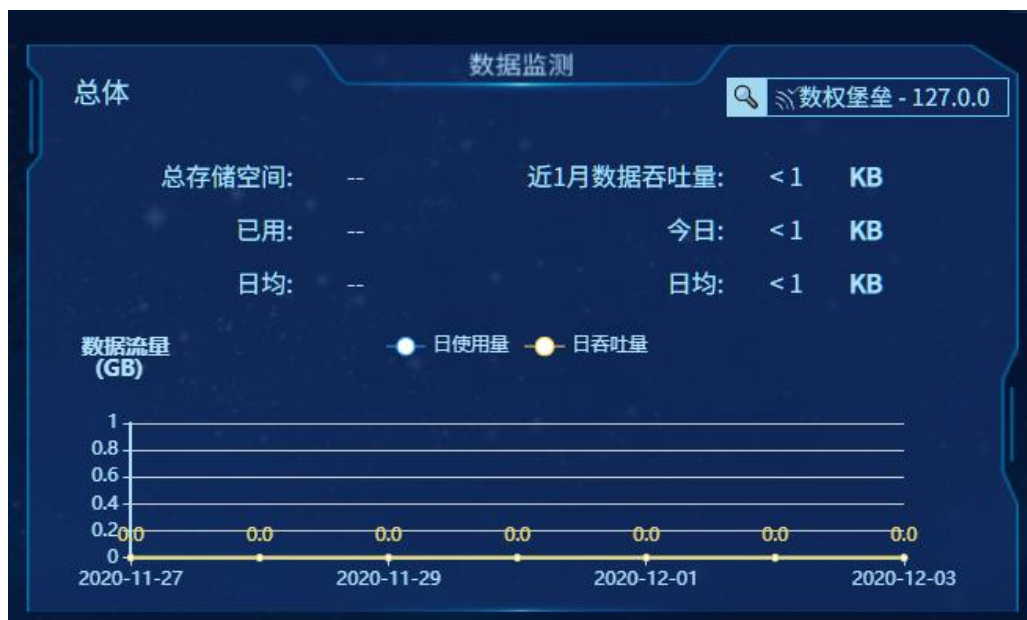 数据监测
总体
数权堡垒 - 127.0.0
总存储空间: -- 近1月数据吞吐量: < 1 KB
已用: -- 今日: < 1 KB
日均: -- 日均: < 1 KB
数据流量 日使用量 日吞吐量
(GB)
1
0.8
0.6
0.4
0.2 0.0 0.0 0.0 0.0 0.0 0.0 0.0
0
2020-11-27 2020-11-29 2020-12-01 2020-12-03